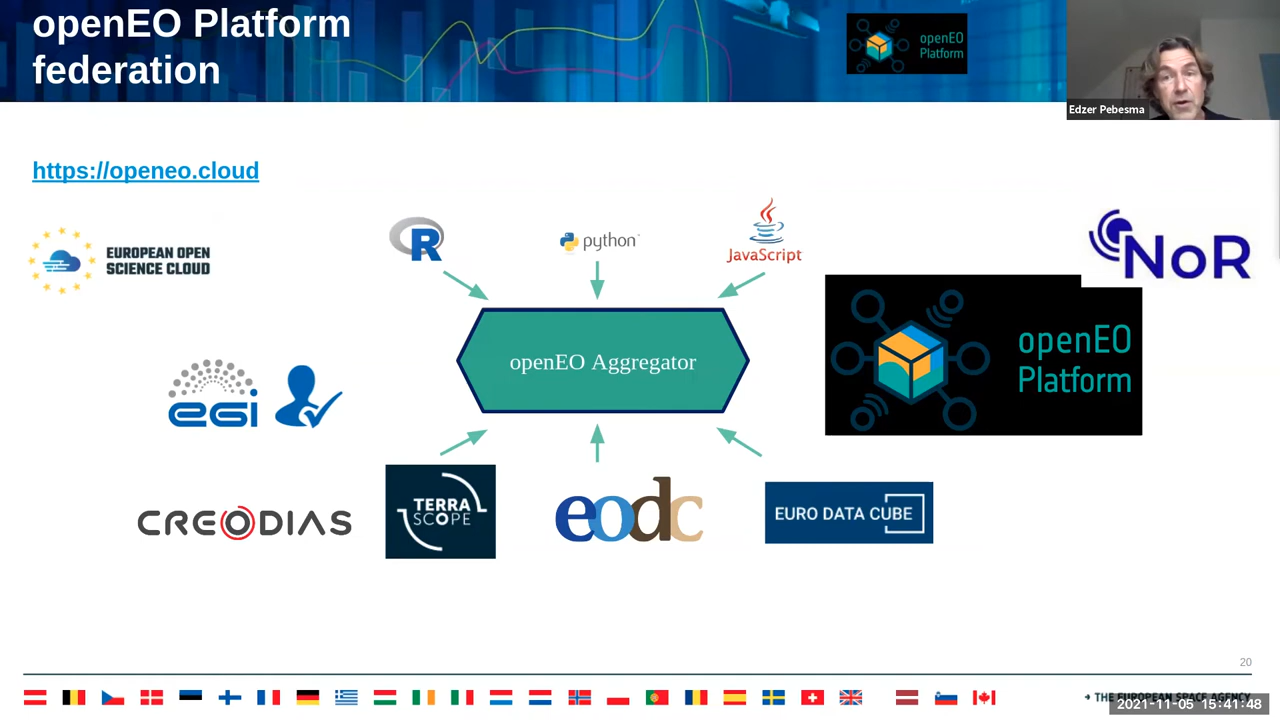 openEO Platform
federation
openEO
Platform
Edzer Pebesma
https://openeo.cloud
EUROPEAN OPEN
SCIENCE CLOUD
R
python
JavaScript
NoR
openEO Aggregator
openEO
Platform
eGi
CREODIAS
TERRA
SCOPE
eodc
EURO DATA CUBE
20
THE EUROPEAN SPACE AGENCY
2021-11-05 15:41:48